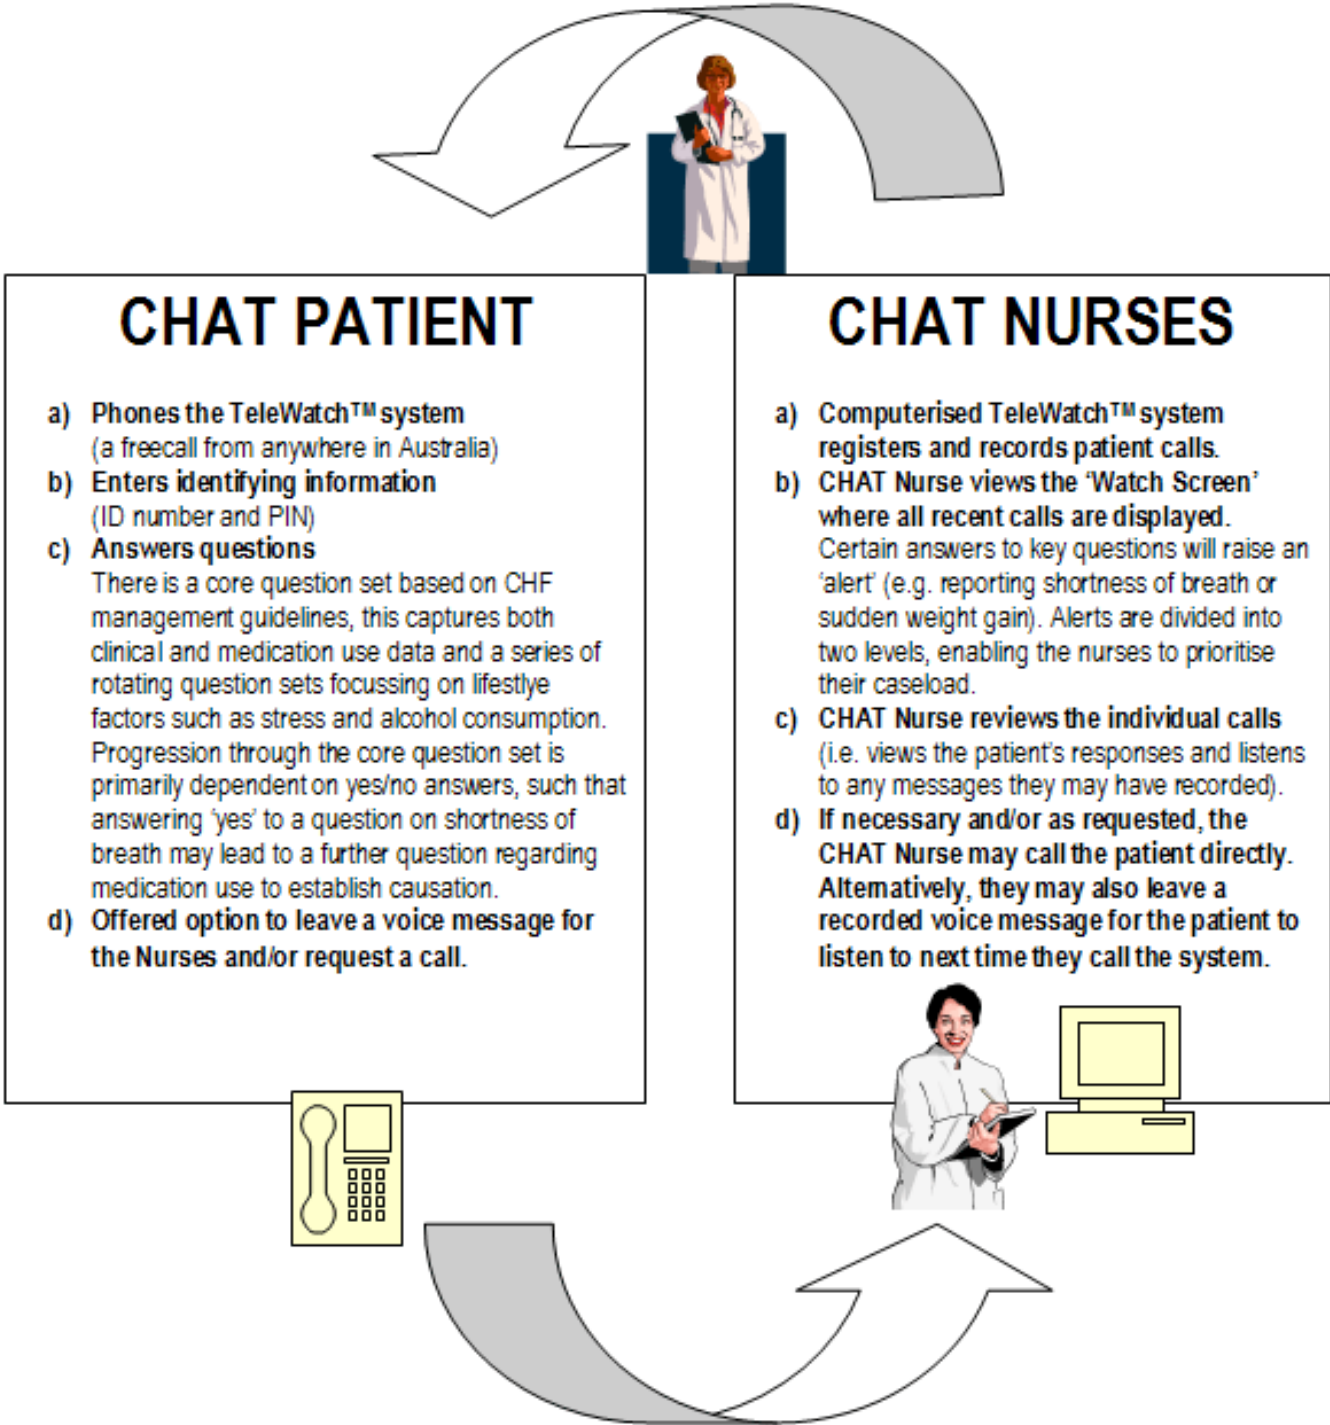 CHAT PATIENT
a) Phones the TeleWatch™ system
(a freecall from anywhere in Australia)
b) Enters identifying information
(ID number and PIN)
c) Answers questions
There is a core question set based on CHF
management guidelines, this captures both
clinical and medication use data and a series of
rotating question sets focussing on lifestlye
factors such as stress and alcohol consumption.
Progression through the core question set is
primarily dependent on yes/no answers, such that
answering ‘yes’ to a question on shortness of
breath may lead to a further question regarding
medication use to establish causation.
d) Offered option to leave a voice message for
the Nurses and/or request a call.
CHAT NURSES
a) Computerised TeleWatch™ system
registers and records patient calls.
b) CHAT Nurse views the ‘Watch Screen’
where all recent calls are displayed.
Certain answers to key questions will raise an
‘alert’ (e.g. reporting shortness of breath or
sudden weight gain). Alerts are divided into
two levels, enabling the nurses to prioritise
their caseload.
c) CHAT Nurse reviews the individual calls
(i.e. views the patient’s responses and listens
to any messages they may have recorded).
d) If necessary and/or as requested, the
CHAT Nurse may call the patient directly.
Alternatively, they may also leave a
recorded voice message for the patient to
listen to next time they call the system.